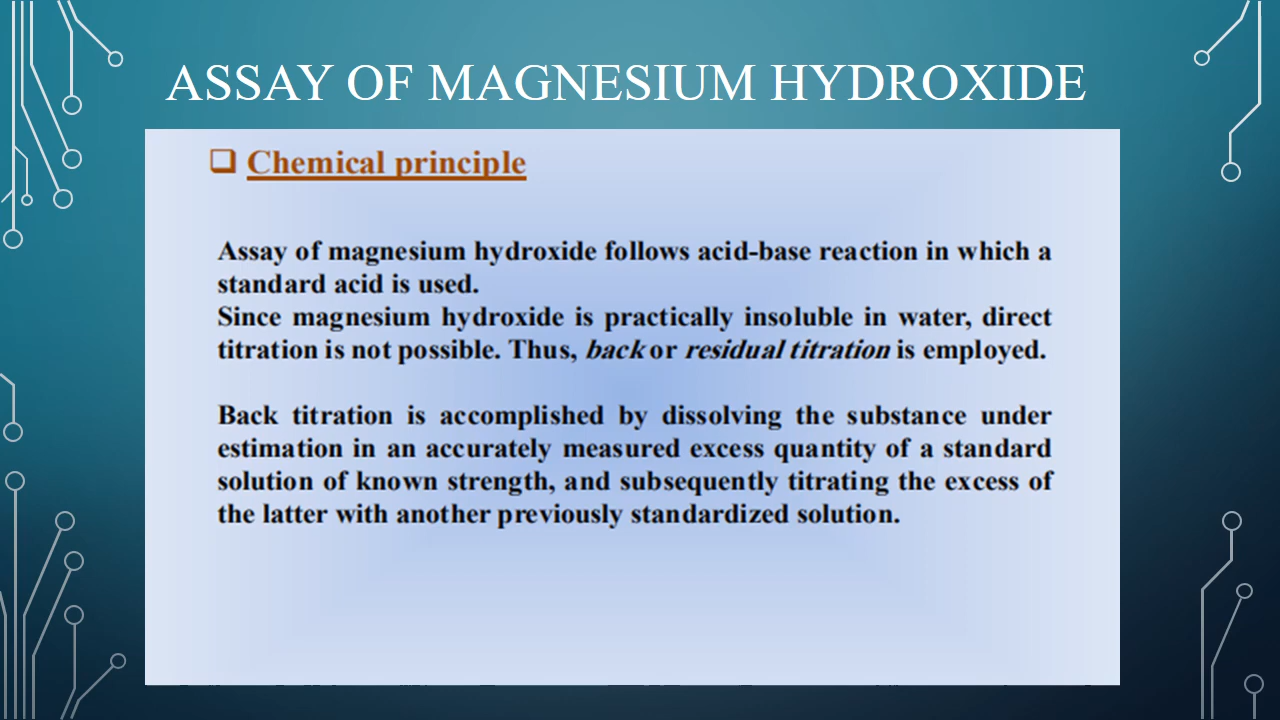 ASSAY OF MAGNESIUM HYDROXIDE
❑ Chemical principle
Assay of magnesium hydroxide follows acid-base reaction in which a
standard acid is used.
Since magnesium hydroxide is practically insoluble in water, direct
titration is not possible. Thus, back or residual titration is employed.
Back titration is accomplished by dissolving the substance under
estimation in an accurately measured excess quantity of a standard
solution of known strength, and subsequently titrating the excess of
the latter with another previously standardized solution.